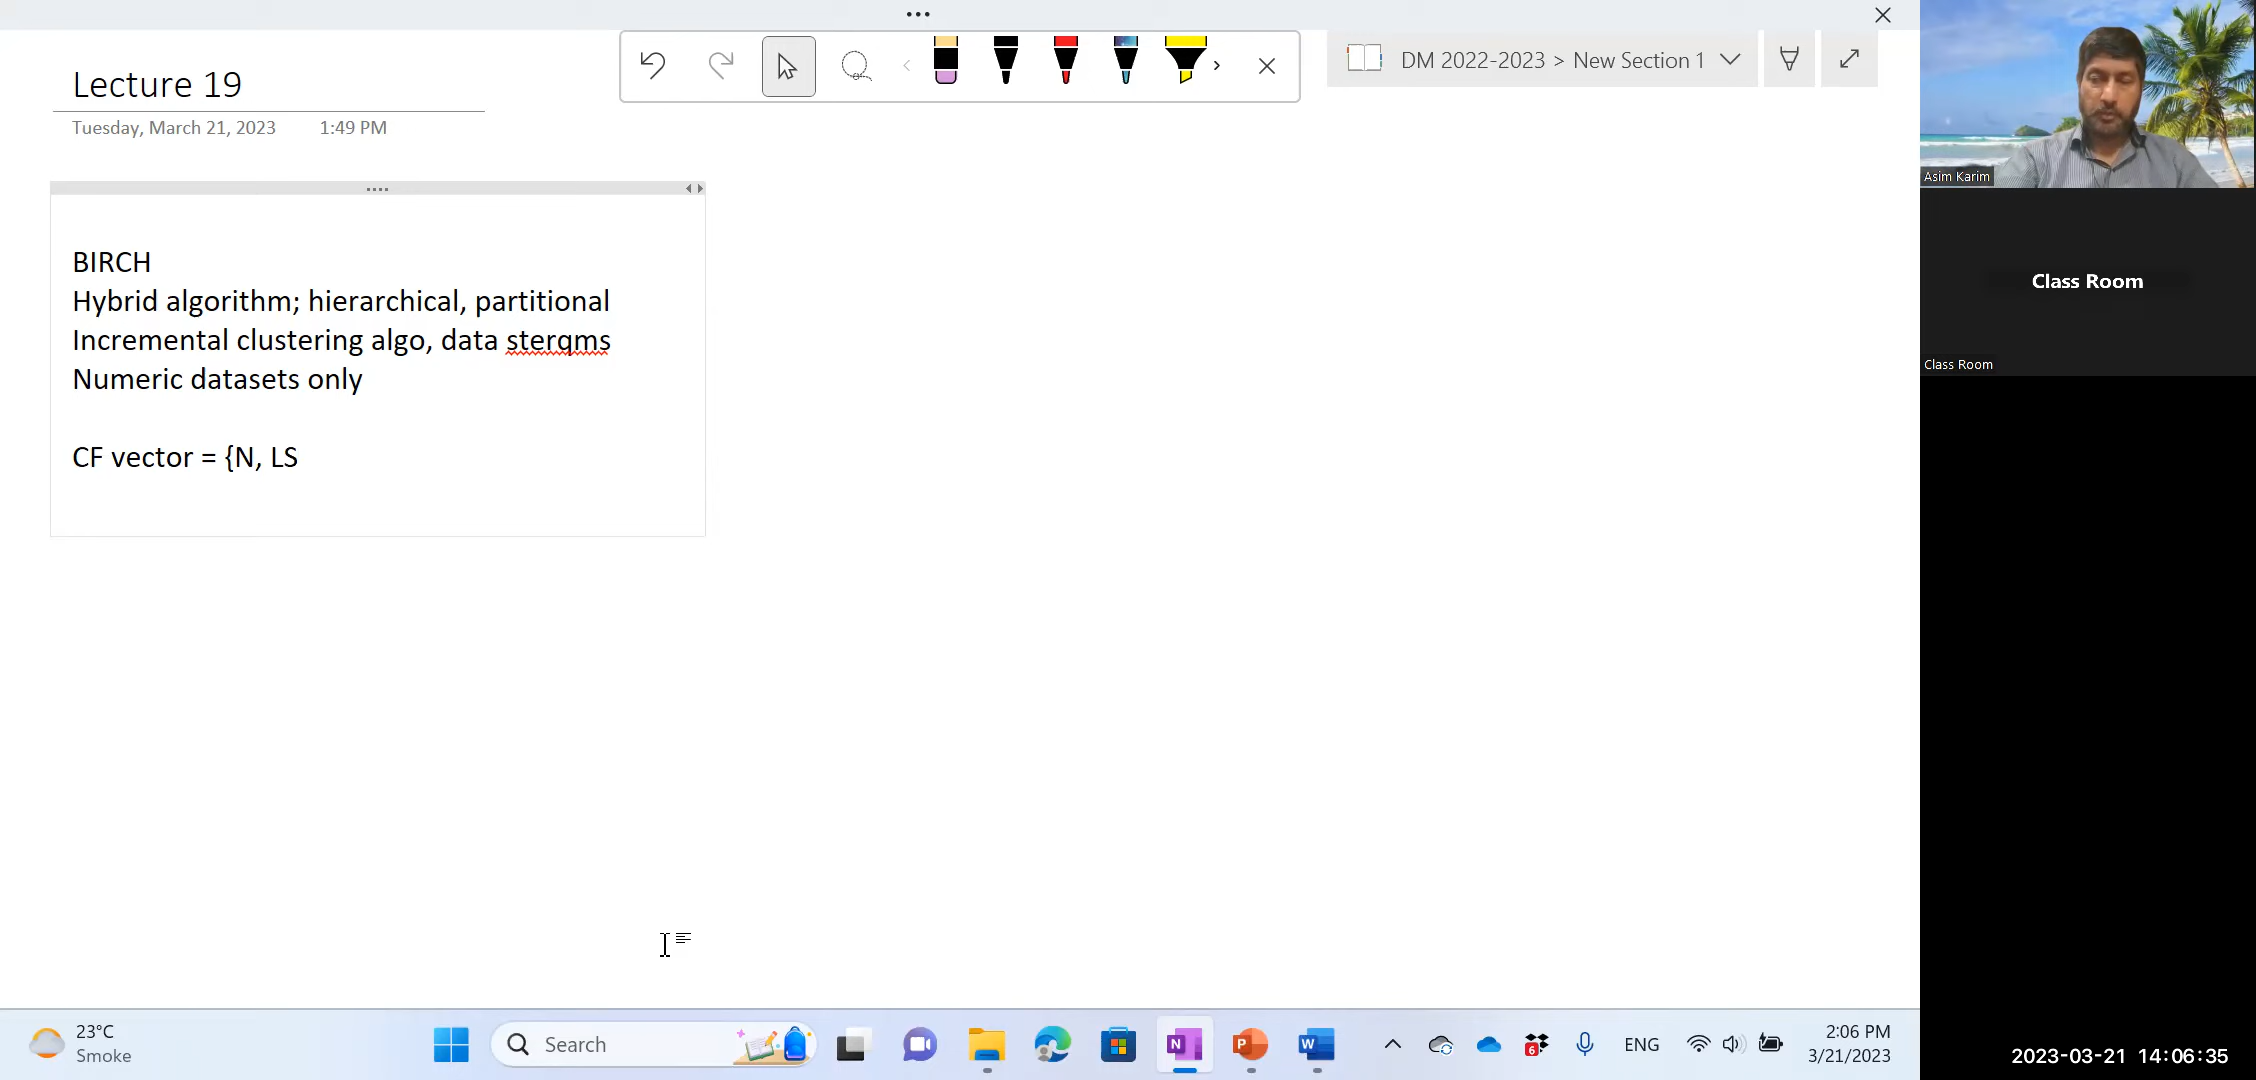 Lecture 19
Tuesday, March 21, 2023 1:49 PM
DM 2022-2023 > New Section 1
BIRCH
Hybrid algorithm; hierarchical, partitional
Incremental clustering algo, data sterqms
Numeric datasets only
CF vector = {N, LS
Asim Karim
Class Room
Class Room
23°C
Smoke
Search
N
P
W
6
ENG
2:06 PM
3/21/2023
2023-03-21 14:06:35